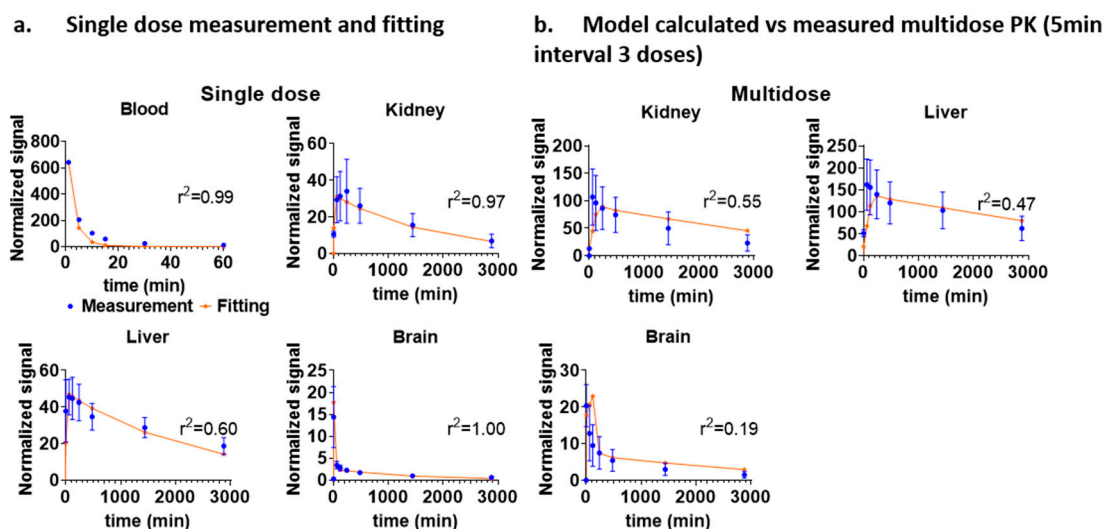 a. Single dose measurement and fitting
b. Model calculated vs measured multidose PK (5min
interval 3 doses)
Single dose
Blood
Normalized signal
800
600
400
200
0
0 20 40 60
time (min)
r²=0.99
Kidney
Normalized signal
60
40
20
0
0 1000 2000 3000
time (min)
r²=0.97
Measurement Fitting
Liver
Normalized signal
60
40
20
0
0 1000 2000 3000
time (min)
r²=0.60
Brain
Normalized signal
25
20
15
10
5
0
0 1000 2000 3000
time (min)
r²=1.00
Multidose
Kidney
Normalized signal
200
150
100
50
0
0 1000 2000 3000
time (min)
r²=0.55
Liver
Normalized signal
250
200
150
100
50
0
0 1000 2000 3000
time (min)
r²=0.47
Brain
Normalized signal
30
20
10
0
0 1000 2000 3000
time (min)
r²=0.19